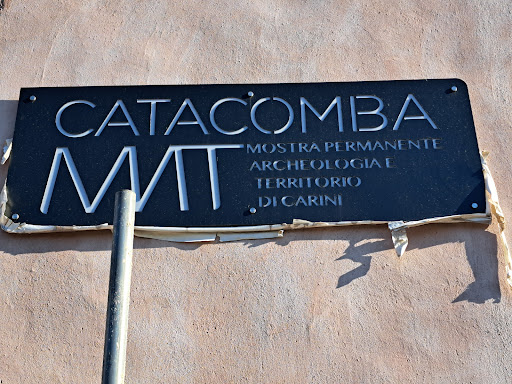 CATACOMBA
MAT
MOSTRA PERMANENTE
ARCHEOLOGIA E
TERRITORIO
DI CARINI